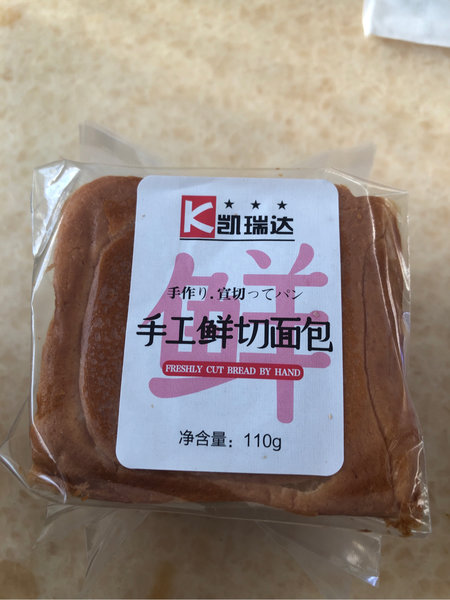 ★ ★ ★
K 凯瑞达
鲜
手作り.宣切ってパン
手工鲜切面包
FRESHLY CUT BREAD BY HAND
净含量：110g